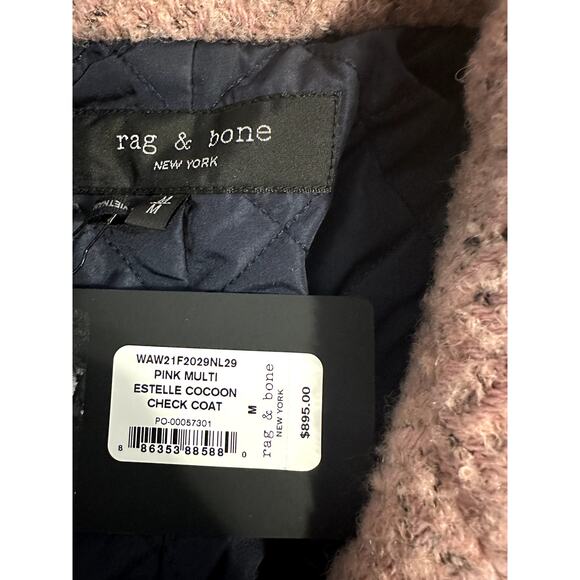 rag & bone
NEW YORK
M
WAW21F2029NL29
PINK MULTI
ESTELLE COCOON
CHECK COAT
PO-00057301
8 86353 88588 0
M
rag & bone
NEW YORK
$895.00